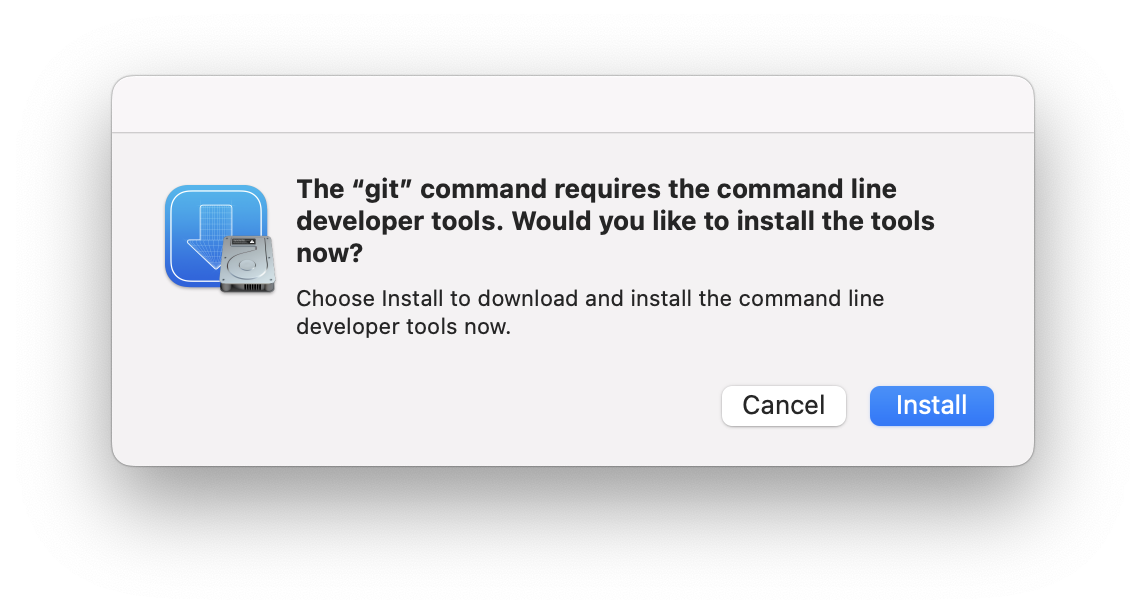 The “git” command requires the command line
developer tools. Would you like to install the tools
now?
Choose Install to download and install the command line
developer tools now.
Cancel
Install